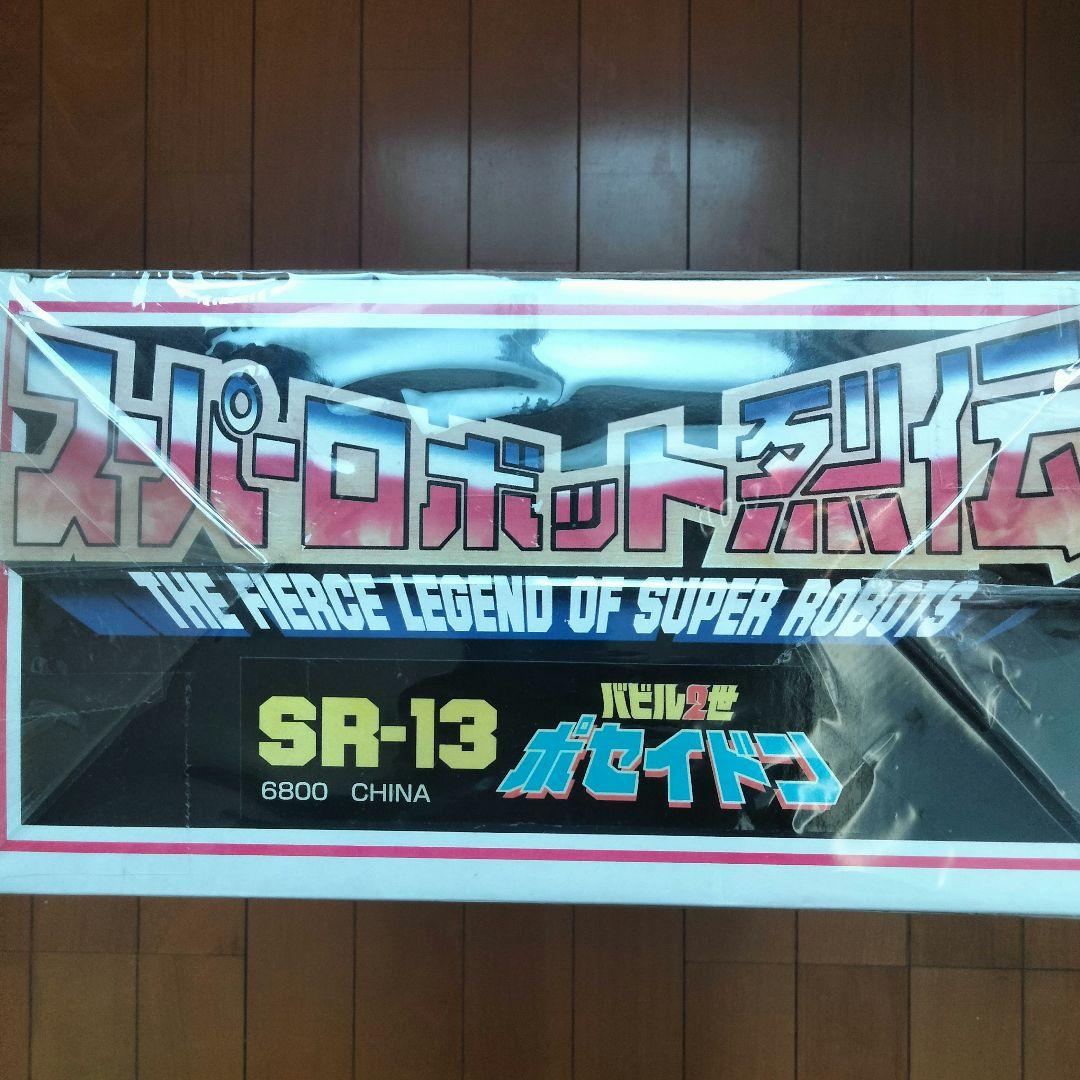 スーパーロボット烈伝
THE FIERCE LEGEND OF SUPER ROBOTS
SR-13
6800 CHINA
バビル2世
ポセイドン